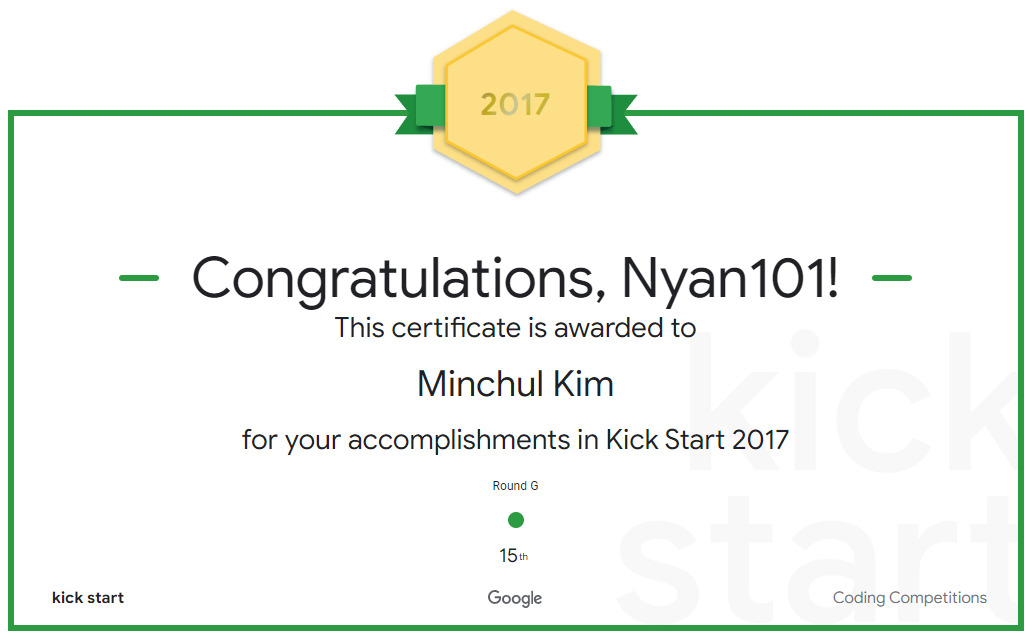 2017
Congratulations, Nyan101!
This certificate is awarded to
Minchul Kim
for your accomplishments in Kick Start 2017
Round G
15th
kick start
Google
Coding Competitions
kick
start